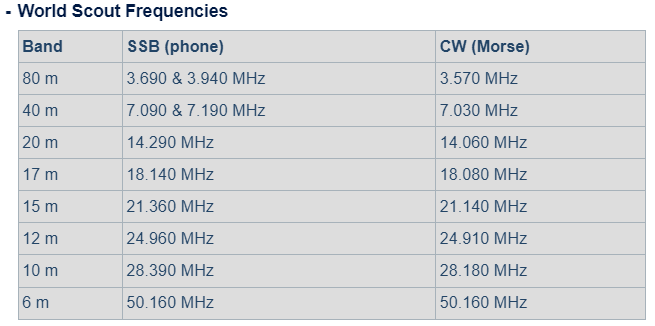 - World Scout Frequencies
Band SSB (phone) CW (Morse)
80 m 3.690 & 3.940 MHz 3.570 MHz
40 m 7.090 & 7.190 MHz 7.030 MHz
20 m 14.290 MHz 14.060 MHz
17 m 18.140 MHz 18.080 MHz
15 m 21.360 MHz 21.140 MHz
12 m 24.960 MHz 24.910 MHz
10 m 28.390 MHz 28.180 MHz
6 m 50.160 MHz 50.160 MHz